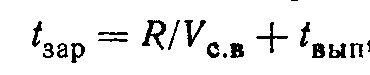 t_зар = R/V_с.в + t_вып,